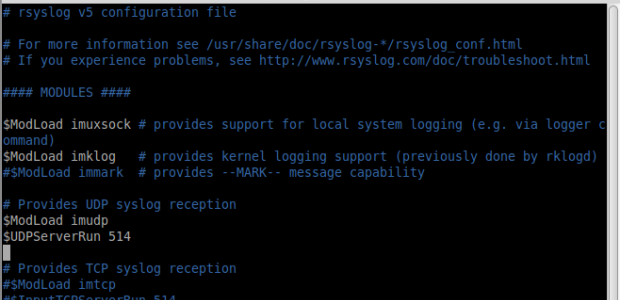 # rsyslog v5 configuration file
# For more information see /usr/share/doc/rsyslog-*/rsyslog_conf.html
# If you experience problems, see http://www.rsyslog.com/doc/troubleshoot.html
#### MODULES ####
$ModLoad imuxsock # provides support for local system logging (e.g. via logger c
ommand)
$ModLoad imklog   # provides kernel logging support (previously done by rklogd)
#$ModLoad immark  # provides --MARK-- message capability
# Provides UDP syslog reception
$ModLoad imudp
$UDPServerRun 514
# Provides TCP syslog reception
#$ModLoad imtcp
#$InputTCPServerRun 514